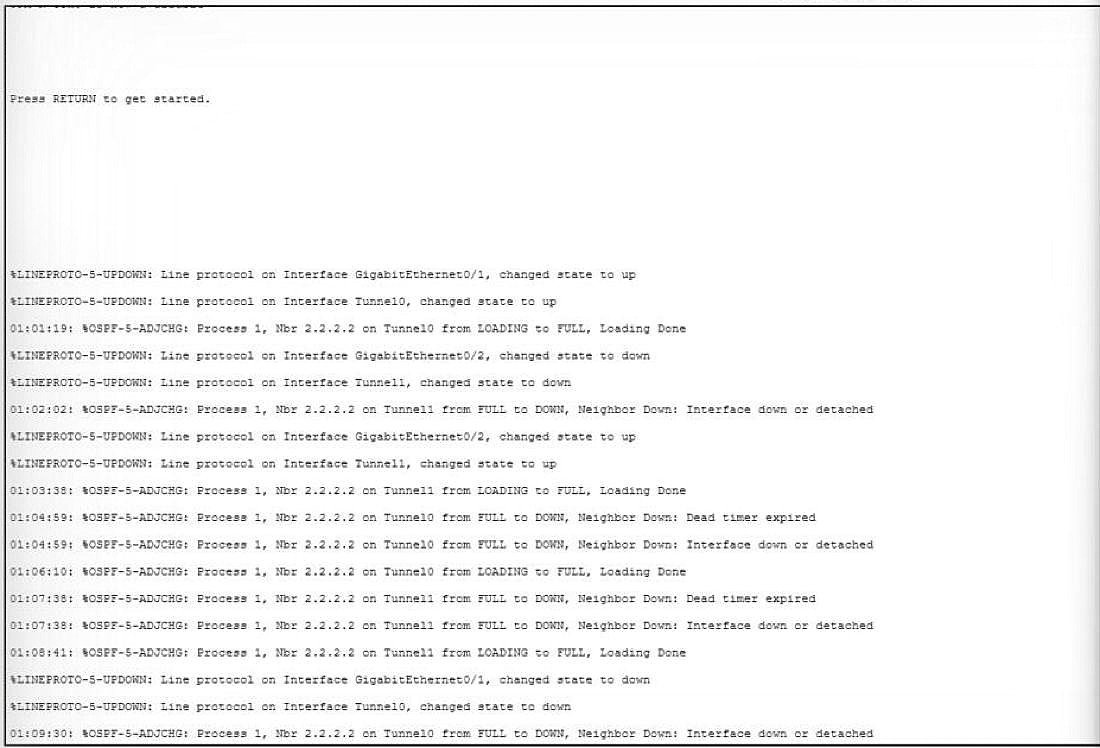 Press RETURN to get started.
%LINEPROTO-5-UPDOWN: Line protocol on Interface GigabitEthernet0/1, changed state to up
%LINEPROTO-5-UPDOWN: Line protocol on Interface Tunnel0, changed state to up
01:01:19: %OSPF-5-ADJCHG: Process 1, Nbr 2.2.2.2 on Tunnel0 from LOADING to FULL, Loading Done
%LINEPROTO-5-UPDOWN: Line protocol on Interface GigabitEthernet0/2, changed state to down
%LINEPROTO-5-UPDOWN: Line protocol on Interface Tunnel1, changed state to down
01:02:02: %OSPF-5-ADJCHG: Process 1, Nbr 2.2.2.2 on Tunnel1 from FULL to DOWN, Neighbor Down: Interface down or detached
%LINEPROTO-5-UPDOWN: Line protocol on Interface GigabitEthernet0/2, changed state to up
%LINEPROTO-5-UPDOWN: Line protocol on Interface Tunnel1, changed state to up
01:03:38: %OSPF-5-ADJCHG: Process 1, Nbr 2.2.2.2 on Tunnel1 from LOADING to FULL, Loading Done
01:04:59: %OSPF-5-ADJCHG: Process 1, Nbr 2.2.2.2 on Tunnel0 from FULL to DOWN, Neighbor Down: Dead timer expired
01:04:59: %OSPF-5-ADJCHG: Process 1, Nbr 2.2.2.2 on Tunnel0 from FULL to DOWN, Neighbor Down: Interface down or detached
01:06:10: %OSPF-5-ADJCHG: Process 1, Nbr 2.2.2.2 on Tunnel0 from LOADING to FULL, Loading Done
01:07:38: %OSPF-5-ADJCHG: Process 1, Nbr 2.2.2.2 on Tunnel1 from FULL to DOWN, Neighbor Down: Dead timer expired
01:07:38: %OSPF-5-ADJCHG: Process 1, Nbr 2.2.2.2 on Tunnel1 from FULL to DOWN, Neighbor Down: Interface down or detached
01:08:41: %OSPF-5-ADJCHG: Process 1, Nbr 2.2.2.2 on Tunnel1 from LOADING to FULL, Loading Done
%LINEPROTO-5-UPDOWN: Line protocol on Interface GigabitEthernet0/1, changed state to down
%LINEPROTO-5-UPDOWN: Line protocol on Interface Tunnel0, changed state to down
01:09:30: %OSPF-5-ADJCHG: Process 1, Nbr 2.2.2.2 on Tunnel0 from FULL to DOWN, Neighbor Down: Interface down or detached